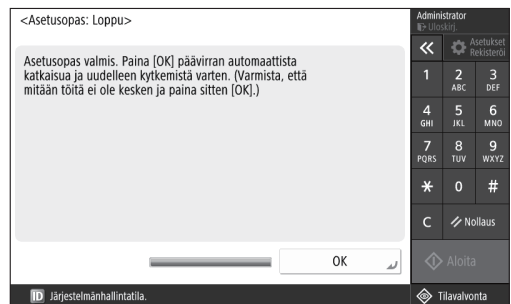 <Asetusopas: Loppu>
Asetusopas valmis. Paina [OK] päävirran automaattista
katkaisua ja uudelleen kytkemistä varten. (Varmista, että
mitään töitä ei ole kesken ja paina sitten [OK].)
OK
ID Järjestelmänhallintatila.
Administrator
Uloskirj.
Asetukset
Rekisteröi
1
2
ABC
3
DEF
4
GHI
5
JKL
6
MNO
7
PQRS
8
TUV
9
WXYZ
*
0
#
C
Nollaus
Aloita
Tilavalvonta